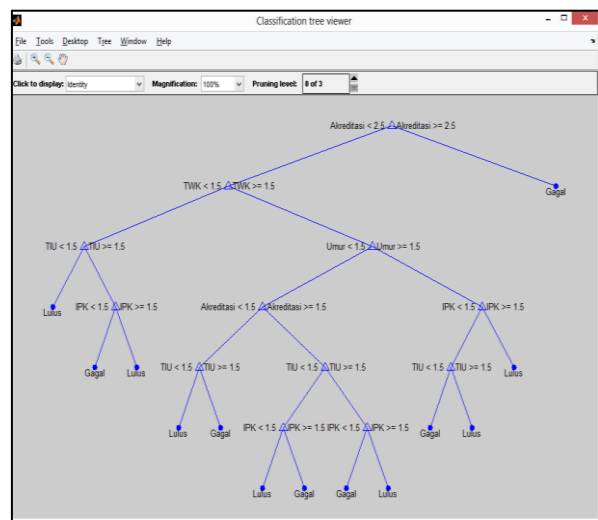 Classification tree viewer
File Tools Desktop Tree Window Help
Click to display: Identity Magnification: 100% Pruning level: 0 of 3
Akreditasi < 2.5 Akreditasi >= 2.5
TWK < 1.5 TWK >= 1.5
Gagal
TIU < 1.5 TIU >= 1.5 Umur < 1.5 Umur >= 1.5
Lulus
IPK < 1.5 IPK >= 1.5 Akreditasi < 1.5 Akreditasi >= 1.5 IPK < 1.5 IPK >= 1.5
Gagal Lulus
TIU < 1.5 TIU >= 1.5 TIU < 1.5 TIU >= 1.5 TIU < 1.5 TIU >= 1.5 Lulus
Lulus Gagal
IPK < 1.5 IPK >= 1.5 IPK < 1.5 IPK >= 1.5 Gagal Lulus
Lulus Gagal Gagal Lulus